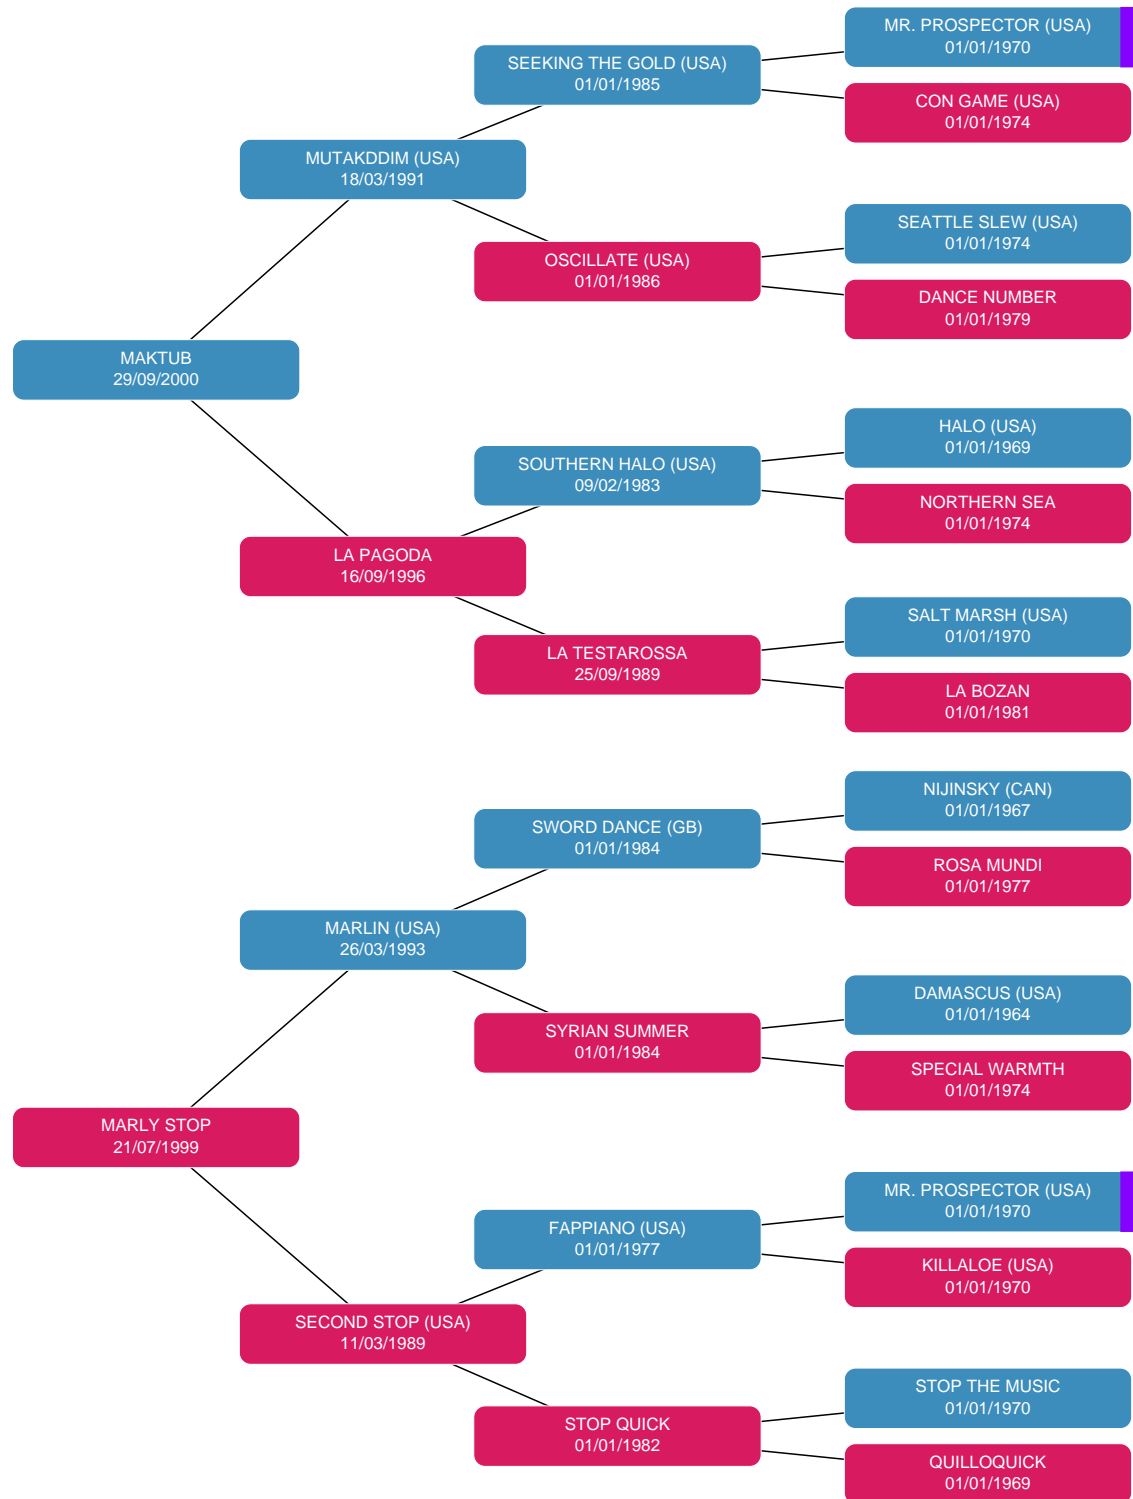 MR. PROSPECTOR (USA)
01/01/1970
SEEKING THE GOLD (USA)
01/01/1985
CON GAME (USA)
01/01/1974
MUTAKDDIM (USA)
18/03/1991
SEATTLE SLEW (USA)
01/01/1974
OSCILLATE (USA)
01/01/1986
DANCE NUMBER
01/01/1979
MAKTUB
29/09/2000
HALO (USA)
01/01/1969
SOUTHERN HALO (USA)
09/02/1983
NORTHERN SEA
01/01/1974
LA PAGODA
16/09/1996
SALT MARSH (USA)
01/01/1970
LA TESTAROSSA
25/09/1989
LA BOZAN
01/01/1981
NIJINSKY (CAN)
01/01/1967
SWORD DANCE (GB)
01/01/1984
ROSA MUNDI
01/01/1977
MARLIN (USA)
26/03/1993
DAMASCUS (USA)
01/01/1964
SYRIAN SUMMER
01/01/1984
SPECIAL WARMTH
01/01/1974
MARLY STOP
21/07/1999
MR. PROSPECTOR (USA)
01/01/1970
FAPPIANO (USA)
01/01/1977
KILLALOE (USA)
01/01/1970
SECOND STOP (USA)
11/03/1989
STOP THE MUSIC
01/01/1970
STOP QUICK
01/01/1982
QUILLOQUICK
01/01/1969